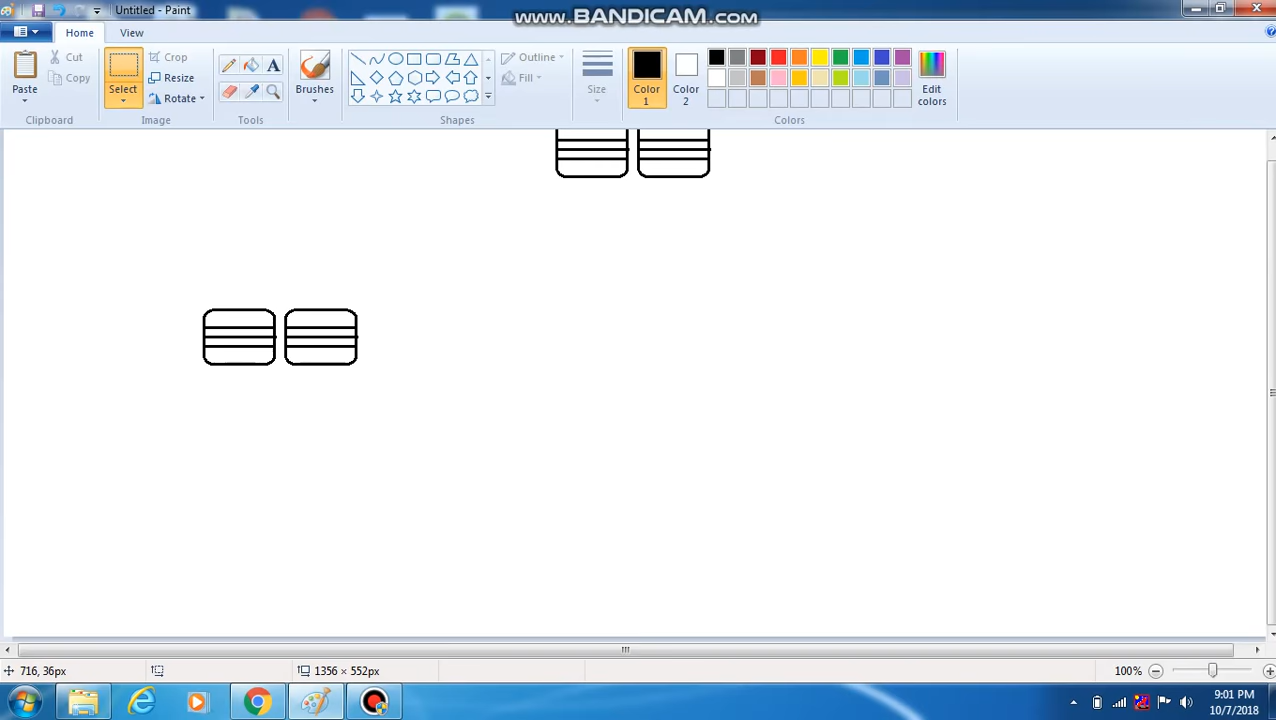 Untitled - Paint
www.BANDICAM.com
Home
View
Paste
Cut
Copy
Clipboard
Select
Crop
Resize
Rotate
Image
Tools
Brushes
Shapes
Outline
Fill
Size
Color 1
Color 2
Edit colors
Colors
716, 36px
1356 × 552px
100%
9:01 PM
10/7/2018